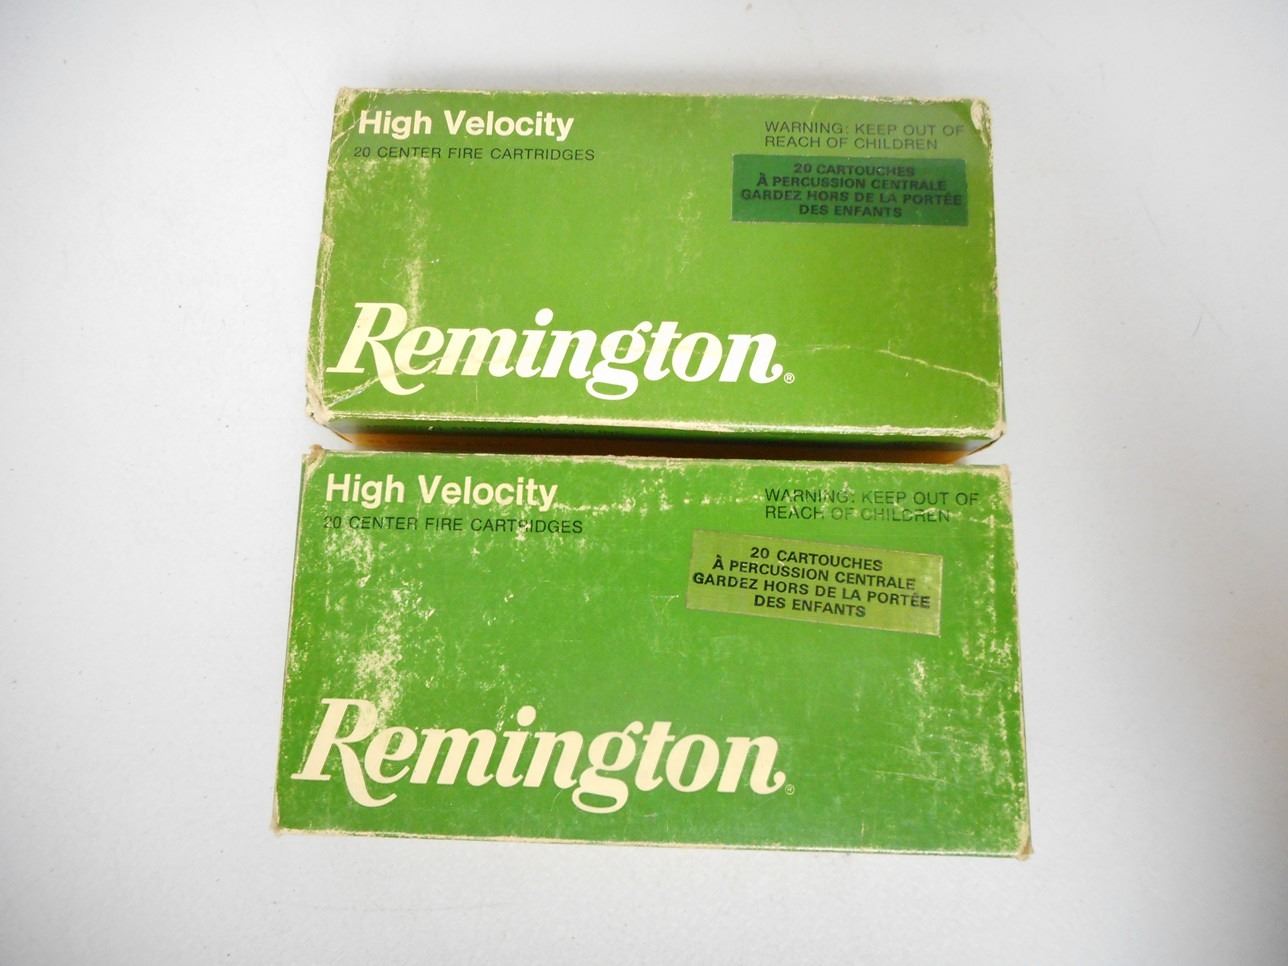 High Velocity
20 CENTER FIRE CARTRIDGES
WARNING: KEEP OUT OF
REACH OF CHILDREN
20 CARTOUCHES
À PERCUSSION CENTRALE
GARDEZ HORS DE LA PORTÉE
DES ENFANTS
Remington®
High Velocity
20 CENTER FIRE CARTRIDGES
WARNING: KEEP OUT OF
REACH OF CHILDREN
20 CARTOUCHES
À PERCUSSION CENTRALE
GARDEZ HORS DE LA PORTÉE
DES ENFANTS
Remington®